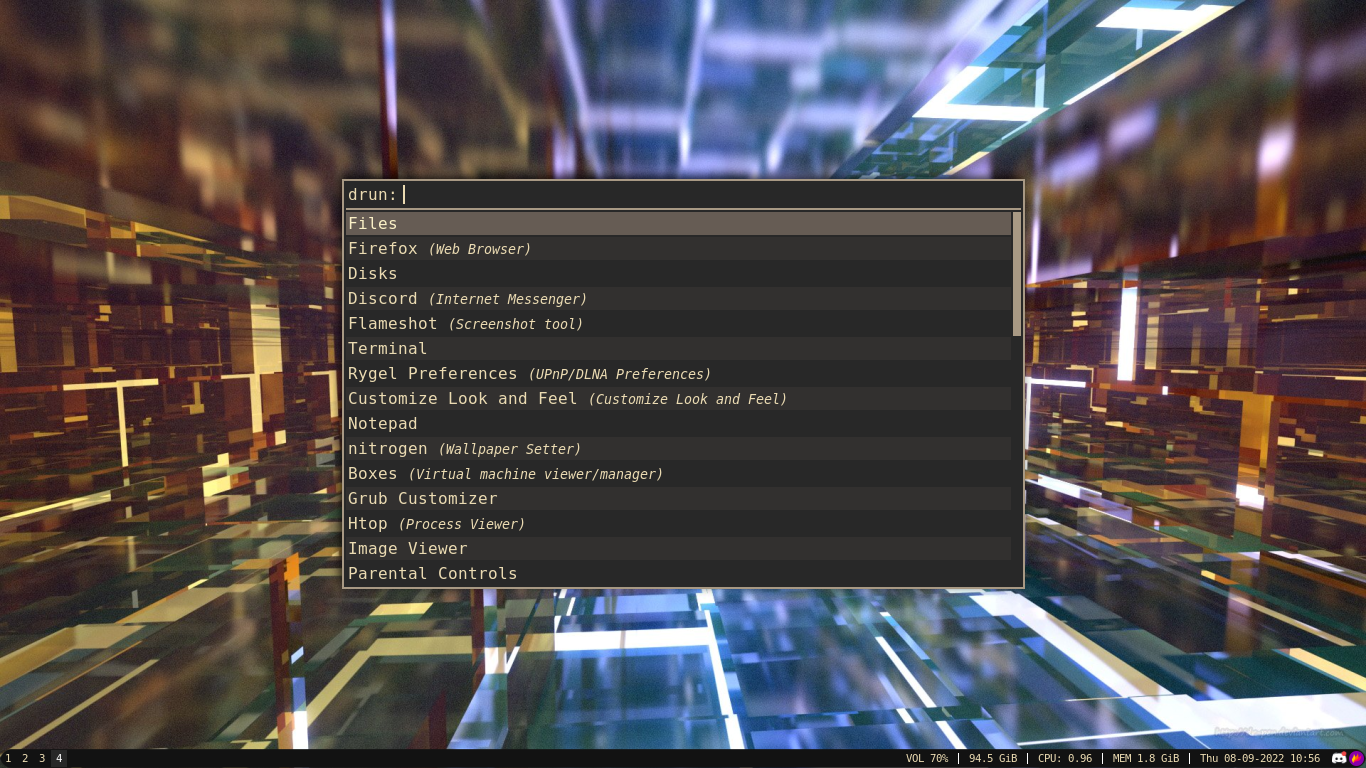 drun:
Files
Firefox (Web Browser)
Disks
Discord (Internet Messenger)
Flameshot (Screenshot tool)
Terminal
Rygel Preferences (UPnP/DLNA Preferences)
Customize Look and Feel (Customize Look and Feel)
Notepad
nitrogen (Wallpaper Setter)
Boxes (Virtual machine viewer/manager)
Grub Customizer
Htop (Process Viewer)
Image Viewer
Parental Controls
1 2 3 4 VOL 70% | 94.5 GiB | CPU: 0.96 | MEM 1.8 GiB | Thu 08-09-2022 10:56